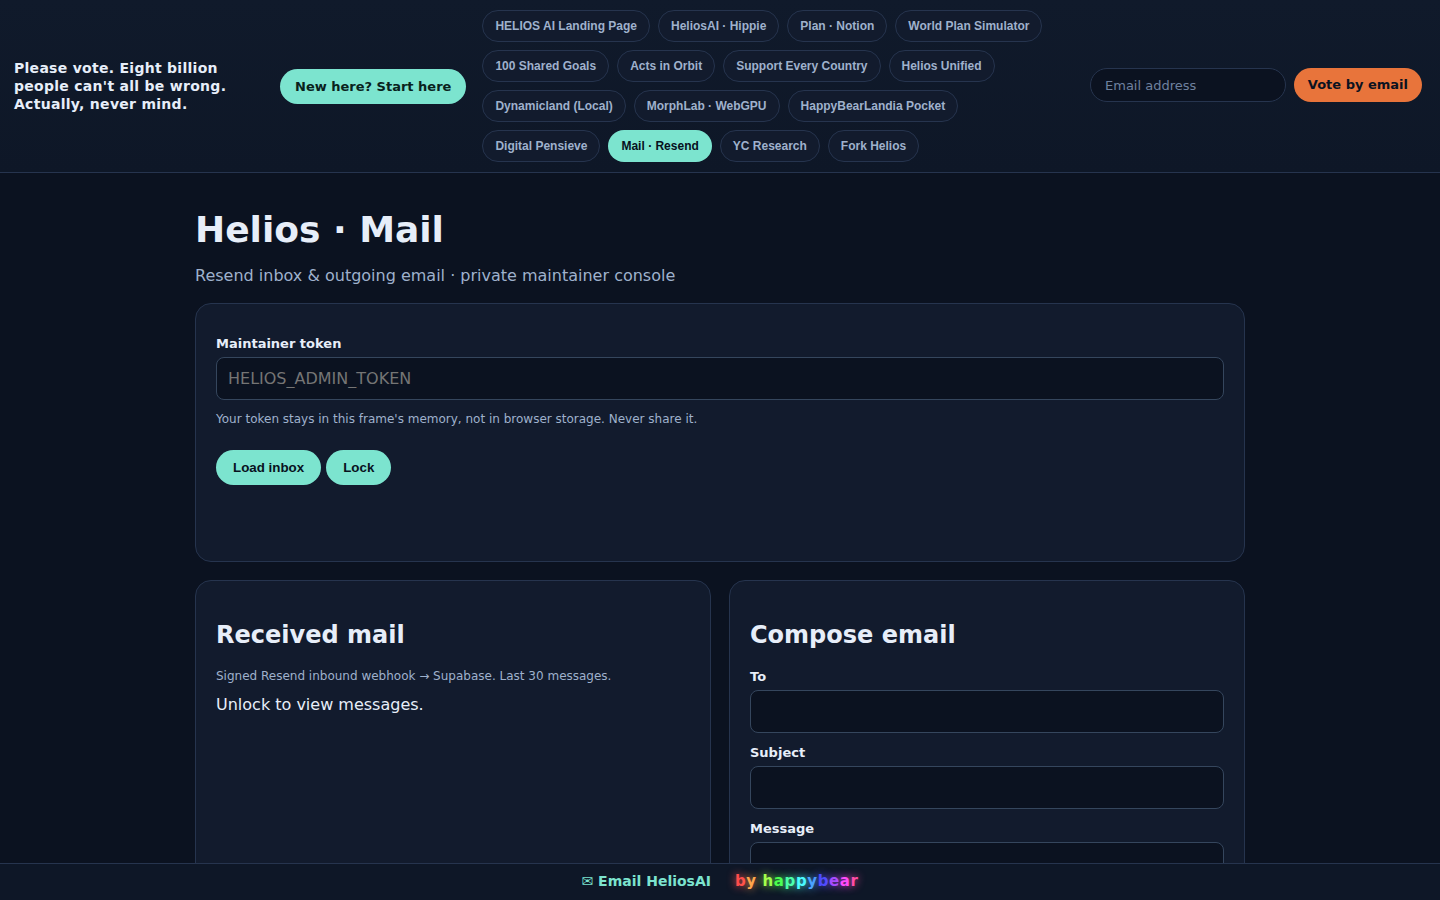 Please vote. Eight billion
people can't all be wrong.
Actually, never mind.
New here? Start here
HELIOS AI Landing Page
HeliosAI · Hippie
Plan · Notion
World Plan Simulator
100 Shared Goals
Acts in Orbit
Support Every Country
Helios Unified
Dynamicland (Local)
MorphLab · WebGPU
HappyBearLandia Pocket
Digital Pensieve
Mail · Resend
YC Research
Fork Helios
Email address
Vote by email
Helios · Mail
Resend inbox & outgoing email · private maintainer console
Maintainer token
HELIOS_ADMIN_TOKEN
Your token stays in this frame's memory, not in browser storage. Never share it.
Load inbox
Lock
Received mail
Signed Resend inbound webhook → Supabase. Last 30 messages.
Unlock to view messages.
Compose email
To
Subject
Message
✉ Email HeliosAI
by happybear